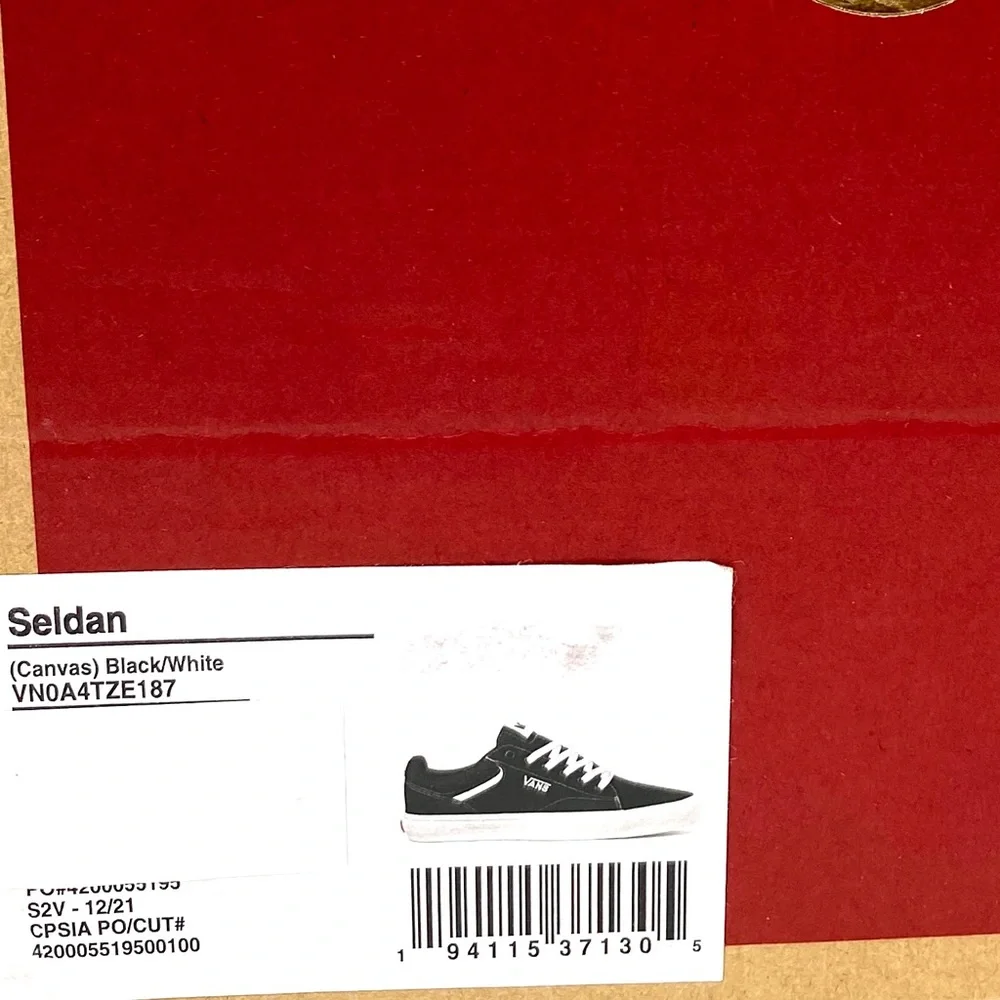 Seldan
(Canvas) Black/White
VN0A4TZE187
VANS
PO#4200055195
S2V - 12/21
CPSIA PO/CUT#
420005519500100
1 94115 37130 5